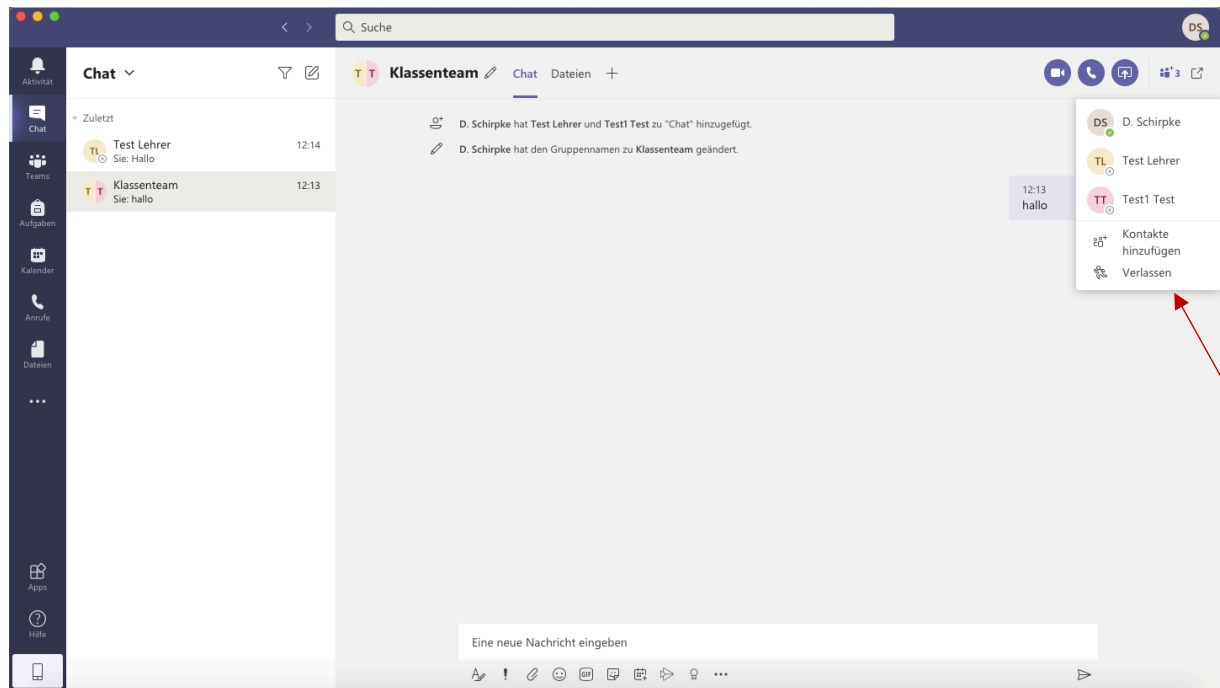 Suche
DS
Aktivität
Chat
Teams
Aufgaben
Kalender
Anrufe
Dateien
Apps
Hilfe
Chat
Zuletzt
TL
Test Lehrer
12:14
Sie: Hallo
T T
Klassenteam
12:13
Sie: hallo
T T
Klassenteam
Chat
Dateien
3
D. Schirpke hat Test Lehrer und Test1 Test zu "Chat" hinzugefügt.
D. Schirpke hat den Gruppennamen zu Klassenteam geändert.
12:13
hallo
DS
D. Schirpke
TL
Test Lehrer
TT
Test1 Test
Kontakte
hinzufügen
Verlassen
Eine neue Nachricht eingeben
GIF